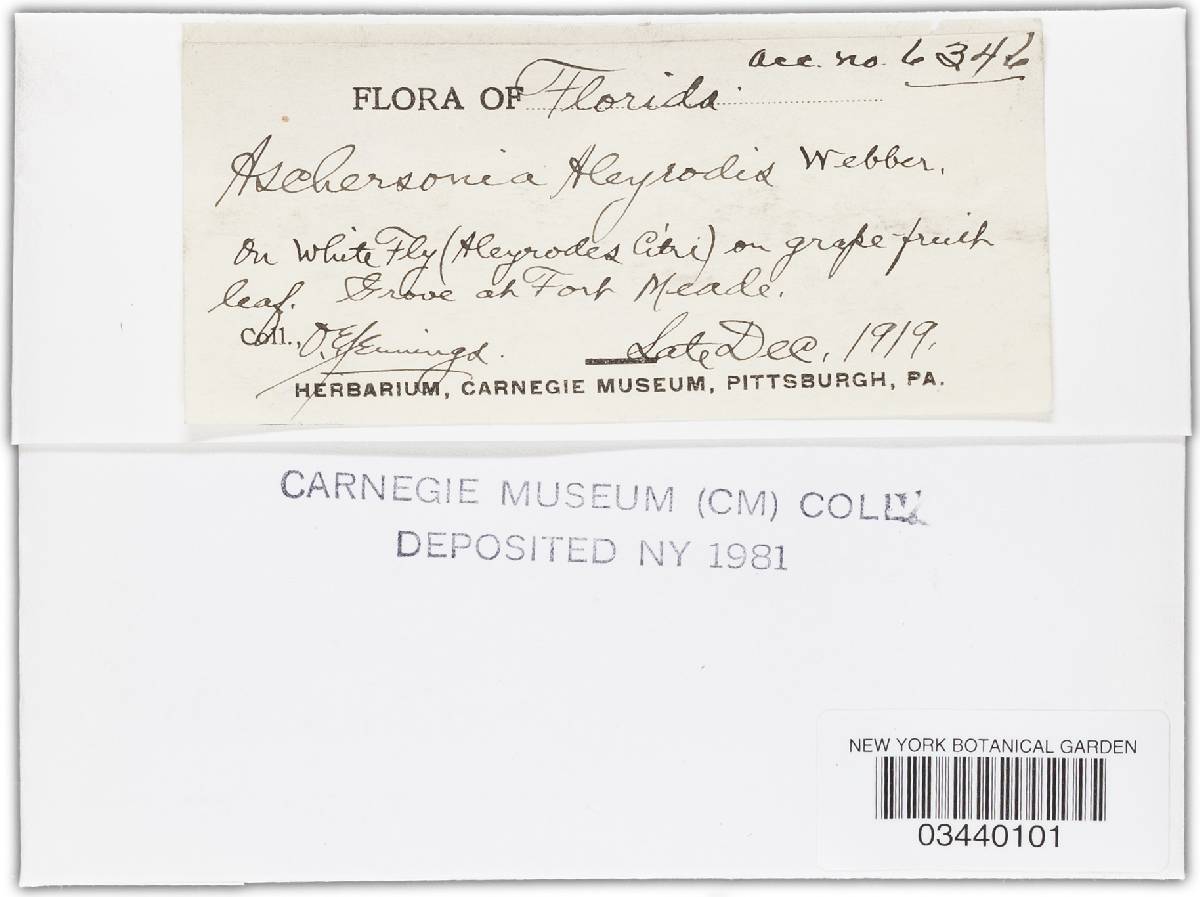 acc. no. 6346
FLORA OF Florida.
Aschersonia Aleyrodis Webber.
On White Fly (Aleyrodes Citri) on grape fruit
leaf. Grove at Fort Meade.
Coll., O. E. Jennings. Late Dec. 1919.
HERBARIUM, CARNEGIE MUSEUM, PITTSBURGH, PA.
CARNEGIE MUSEUM (CM) COLL'N
DEPOSITED NY 1981
NEW YORK BOTANICAL GARDEN
03440101